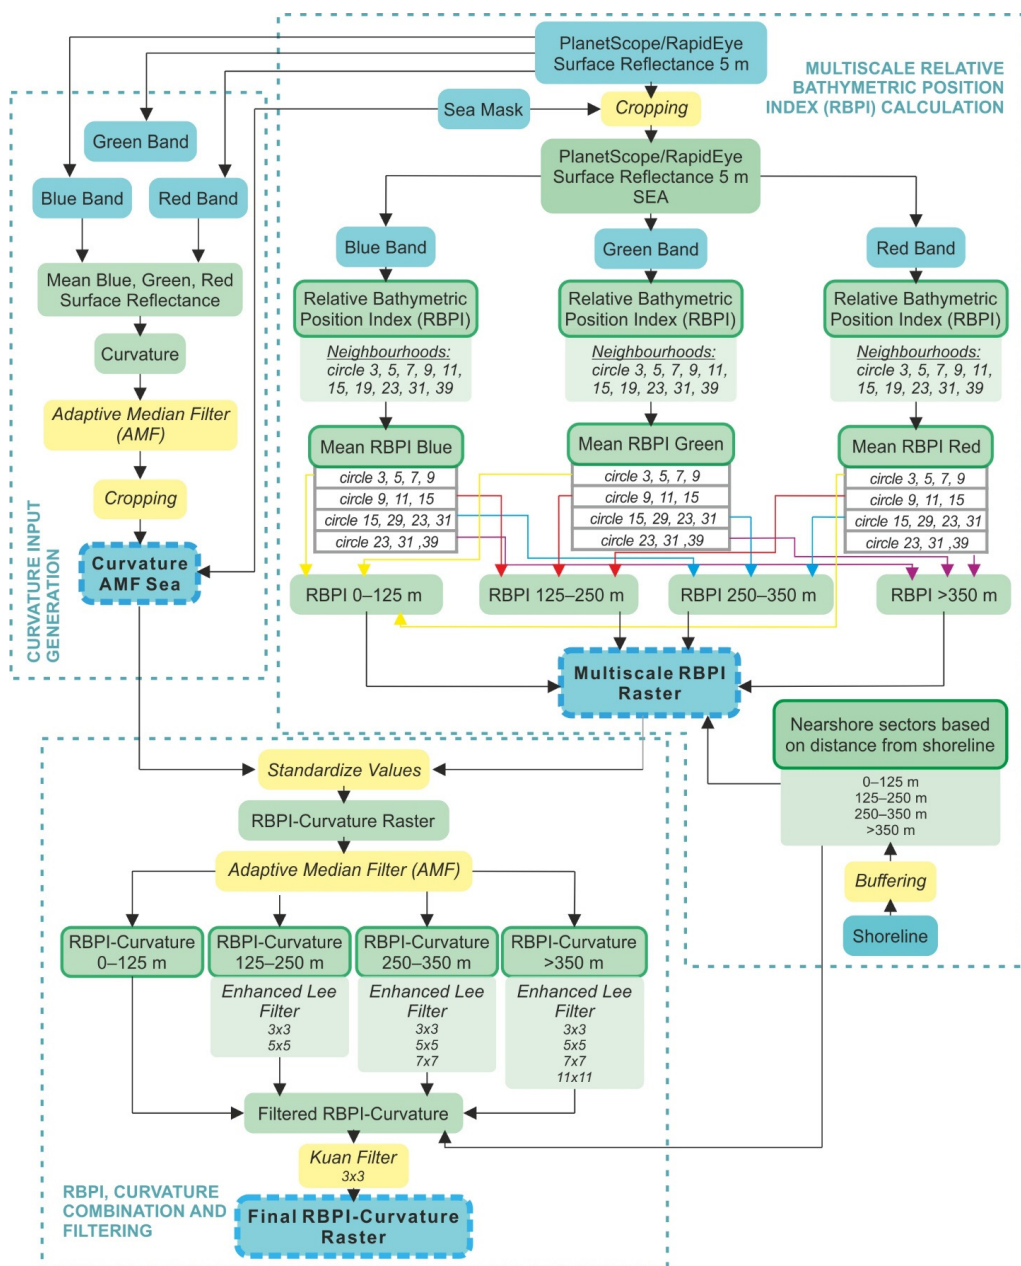 PlanetScope/RapidEye
Surface Reflectance 5 m
MULTISCALE RELATIVE
BATHYMETRIC POSITION
INDEX (RBPI) CALCULATION
Sea Mask
Cropping
Green Band
Blue Band
Red Band
PlanetScope/RapidEye
Surface Reflectance 5 m
SEA
Blue Band
Green Band
Red Band
Mean Blue, Green, Red
Surface Reflectance
Curvature
Adaptive Median Filter
(AMF)
Cropping
Curvature
AMF Sea
CURVATURE INPUT
GENERATION
Relative Bathymetric
Position Index (RBPI)
Neighbourhoods:
circle 3, 5, 7, 9, 11,
15, 19, 23, 31, 39
Relative Bathymetric
Position Index (RBPI)
Neighbourhoods:
circle 3, 5, 7, 9, 11,
15, 19, 23, 31, 39
Relative Bathymetric
Position Index (RBPI)
Neighbourhoods:
circle 3, 5, 7, 9, 11,
15, 19, 23, 31, 39
Mean RBPI Blue
circle 3, 5, 7, 9
circle 9, 11, 15
circle 15, 29, 23, 31
circle 23, 31 ,39
Mean RBPI Green
circle 3, 5, 7, 9
circle 9, 11, 15
circle 15, 29, 23, 31
circle 23, 31 ,39
Mean RBPI Red
circle 3, 5, 7, 9
circle 9, 11, 15
circle 15, 29, 23, 31
circle 23, 31 ,39
RBPI 0–125 m
RBPI 125–250 m
RBPI 250–350 m
RBPI >350 m
Multiscale RBPI
Raster
Nearshore sectors based
on distance from shoreline
0–125 m
125–250 m
250–350 m
>350 m
Buffering
Shoreline
Standardize Values
RBPI-Curvature Raster
Adaptive Median Filter (AMF)
RBPI-Curvature
0–125 m
RBPI-Curvature
125–250 m
Enhanced Lee
Filter
3x3
5x5
RBPI-Curvature
250–350 m
Enhanced Lee
Filter
3x3
5x5
7x7
RBPI-Curvature
>350 m
Enhanced Lee
Filter
3x3
5x5
7x7
11x11
Filtered RBPI-Curvature
Kuan Filter
3x3
Final RBPI-Curvature
Raster
RBPI, CURVATURE
COMBINATION AND
FILTERING